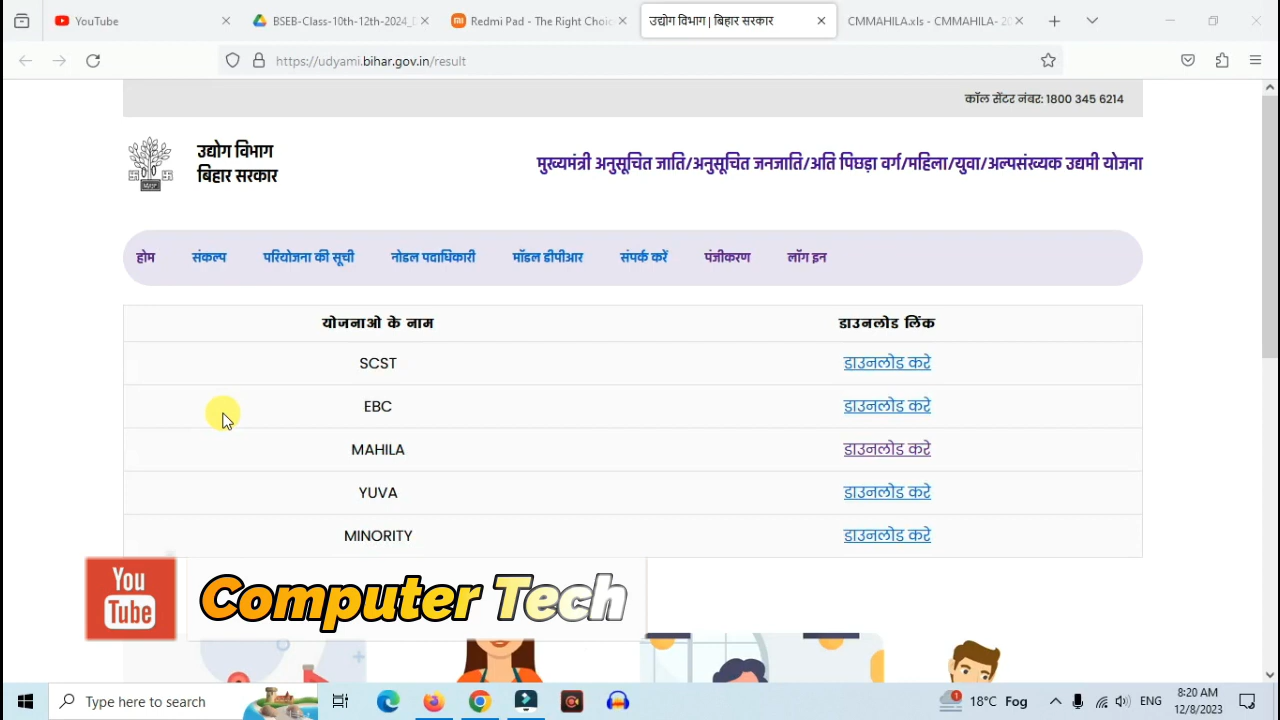 YouTube
BSEB-Class-10th-12th-2024_D
Redmi Pad - The Right Choic
उद्योग विभाग | बिहार सरकार
CMMAHILA.xls - CMMAHILA- 20
https://udyami.bihar.gov.in/result
कॉल सेंटर नंबर: 1800 345 6214
उद्योग विभाग
बिहार सरकार
मुख्यमंत्री अनुसूचित जाति/अनुसूचित जनजाति/अति पिछड़ा वर्ग/महिला/युवा/अल्पसंख्यक उद्यमी योजना
होम संकल्प परियोजना की सूची नोडल पदाधिकारी मॉडल डीपीआर संपर्क करें पंजीकरण लॉग इन
योजनाओ के नाम डाउनलोड लिंक
SCST डाउनलोड करे
EBC डाउनलोड करे
MAHILA डाउनलोड करे
YUVA डाउनलोड करे
MINORITY डाउनलोड करे
You
Tube
Computer Tech
Type here to search
1
18°C Fog
ENG
8:20 AM
12/8/2023